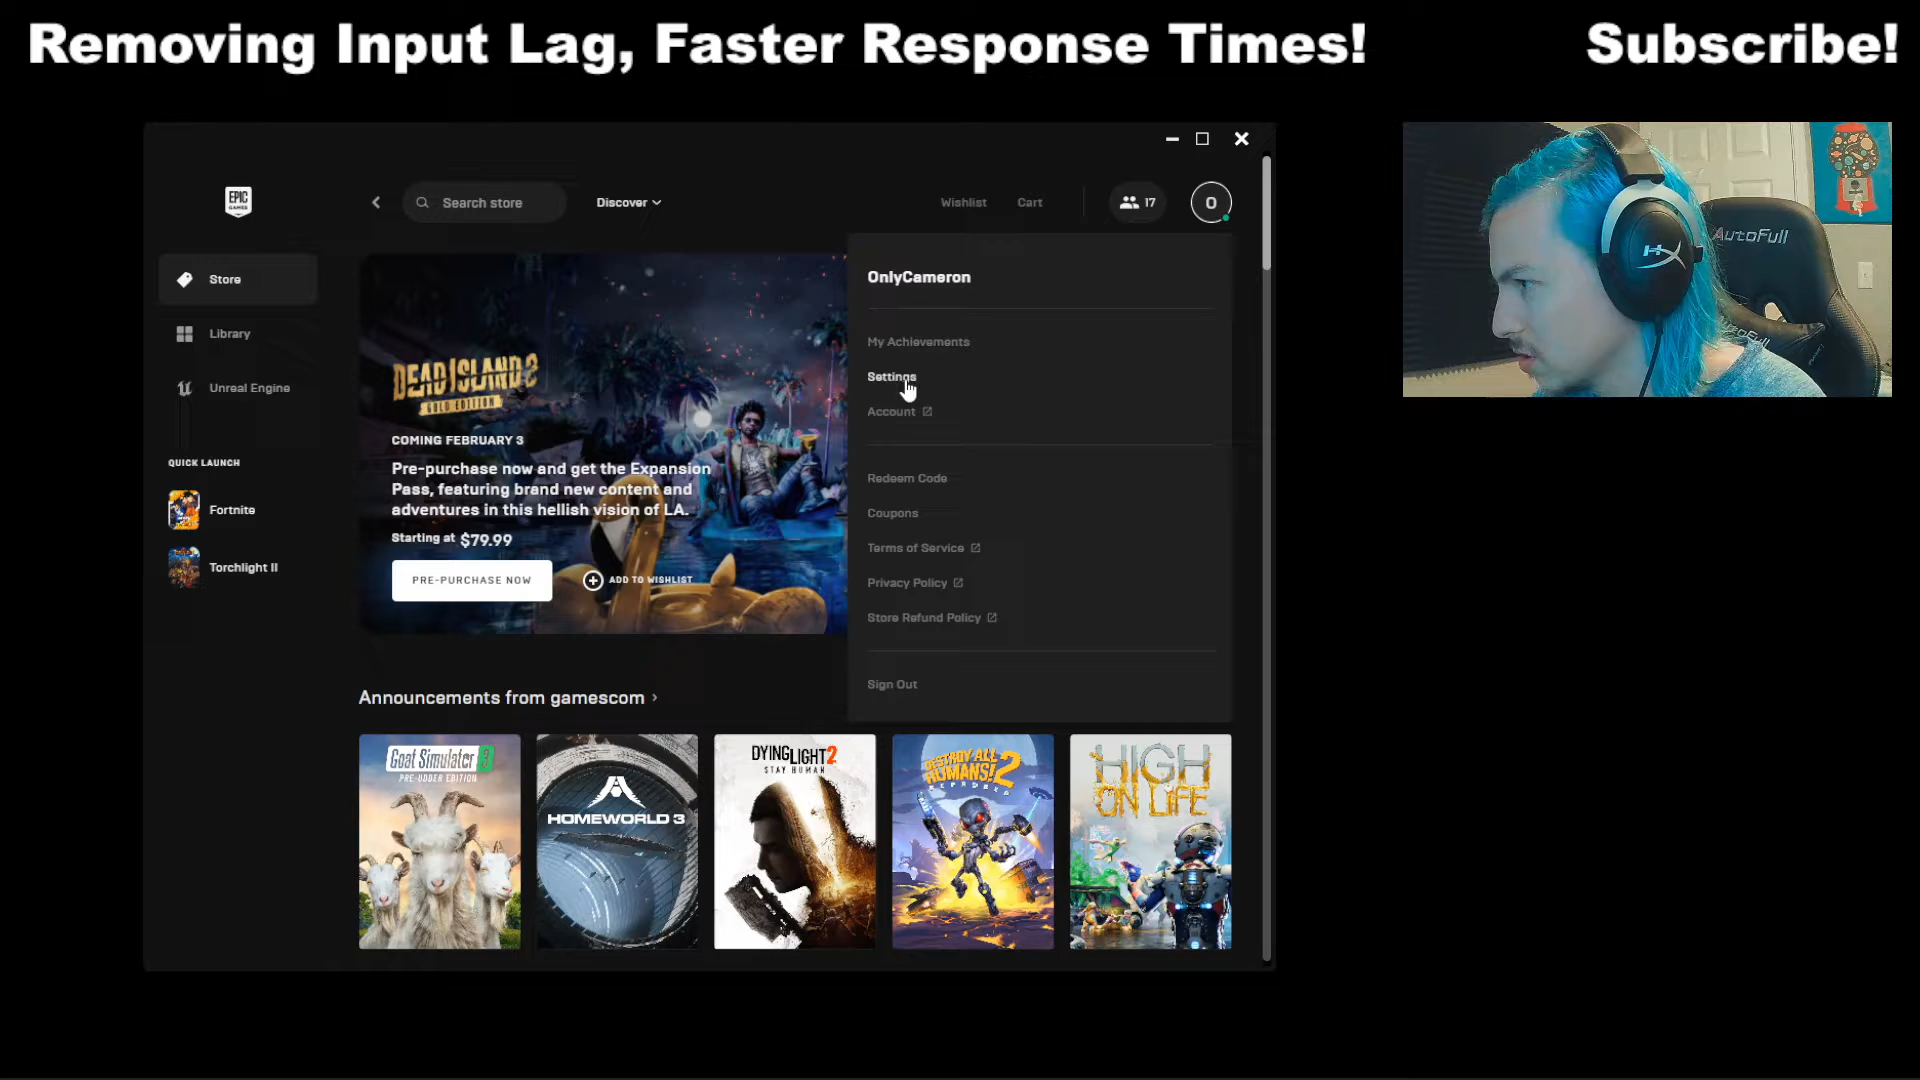 Removing Input Lag, Faster Response Times!
Subscribe!
EPIC
GAMES
Search store
Discover
Wishlist
Cart
17
O
Store
Library
Unreal Engine
QUICK LAUNCH
Fortnite
Torchlight II
DEAD ISLAND 2
GOLD EDITION
COMING FEBRUARY 3
Pre-purchase now and get the Expansion
Pass, featuring brand new content and
adventures in this hellish vision of LA.
Starting at $79.99
PRE-PURCHASE NOW
ADD TO WISHLIST
OnlyCameron
My Achievements
Settings
Account
Redeem Code
Coupons
Terms of Service
Privacy Policy
Store Refund Policy
Sign Out
Announcements from gamescom
Goat Simulator 3
PRE-UDDER EDITION
HOMEWORLD 3
DYING LIGHT 2
STAY HUMAN
DESTROY ALL
HUMANS! 2
REPROBED
HIGH
ON LIFE
AUTOFULL
AutoFull